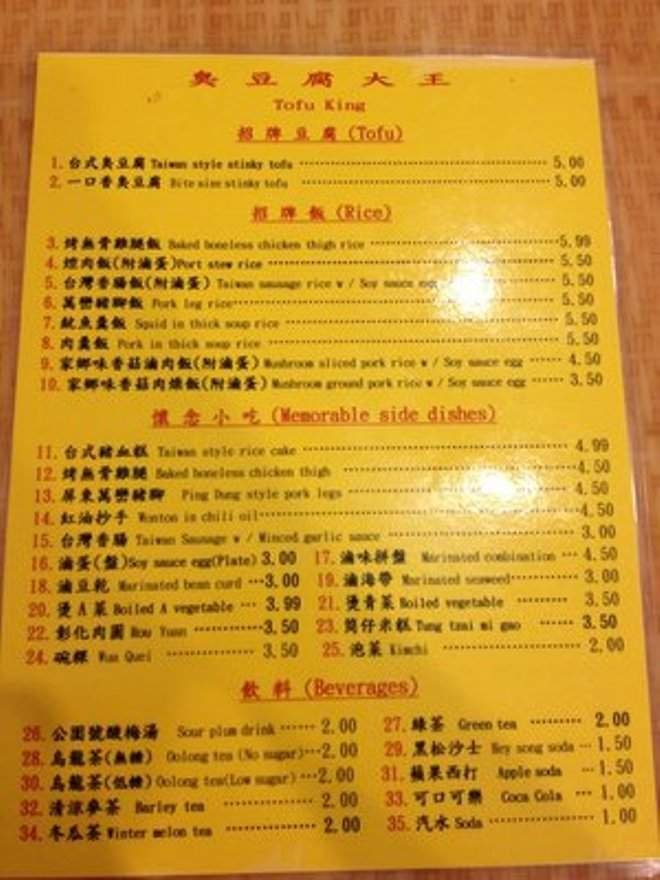 臭豆腐大王
Tofu King
招牌豆腐 (Tofu)
1. 台式臭豆腐 Taiwan style stinky tofu 5.00
2. 一口香臭豆腐 Bite size stinky tofu 5.00
招牌飯 (Rice)
3. 烤無骨雞腿飯 Baked boneless chicken thigh rice 5.99
4. 焢肉飯(附滷蛋) Port stew rice 5.50
5. 台灣香腸飯(附滷蛋) Taiwan sausage rice w / Soy sauce egg 5.50
6. 萬巒豬腳飯 Pork leg rice 5.50
7. 魷魚羹飯 Squid in thick soup rice 5.50
8. 肉羹飯 Pork in thick soup rice 5.50
9. 家鄉味香菇滷肉飯(附滷蛋) Mushroom sliced pork rice w / Soy sauce egg 4.50
10. 家鄉味香菇肉燥飯(附滷蛋) Mushroom ground pork rice w / Soy sauce egg 3.50
懷念小吃 (Memorable side dishes)
11. 台式豬血糕 Taiwan style rice cake 4.99
12. 烤無骨雞腿 Baked boneless chicken thigh 4.50
13. 屏東萬巒豬腳 Ping Dung style pork legs 4.50
14. 紅油抄手 Wonton in chili oil 4.50
15. 台灣香腸 Taiwan Sausage w / Minced garlic sauce 3.00
16. 滷蛋(盤) Soy sauce egg(Plate) 3.00 17. 滷味拼盤 Marinated combination 4.50
18. 滷豆乾 Marinated bean curd 3.00 19. 滷海帶 Marinated seaweed 3.00
20. 燙A菜 Boiled A vegetable 3.99 21. 燙青菜 Boiled vegetable 3.50
22. 彰化肉圓 Rou Yuan 3.50 23. 筒仔米糕 Tung tzai mi gao 3.50
24. 碗粿 Wua Quei 3.50 25. 泡菜 Kimchi 2.00
飲料 (Beverages)
26. 公園號酸梅湯 Sour plum drink 2.00 27. 綠茶 Green tea 2.00
28. 烏龍茶(無糖) Oolong tea (No sugar) 2.00 29. 黑松沙士 Hey song soda 1.50
30. 烏龍茶(低糖) Oolong tea(Low sugar) 2.00 31. 蘋果西打 Apple soda 1.50
32. 清涼麥茶 Barley tea 2.00 33. 可口可樂 Coca Cola 1.00
34. 冬瓜茶 Winter melon tea 2.00 35. 汽水 Soda 1.00